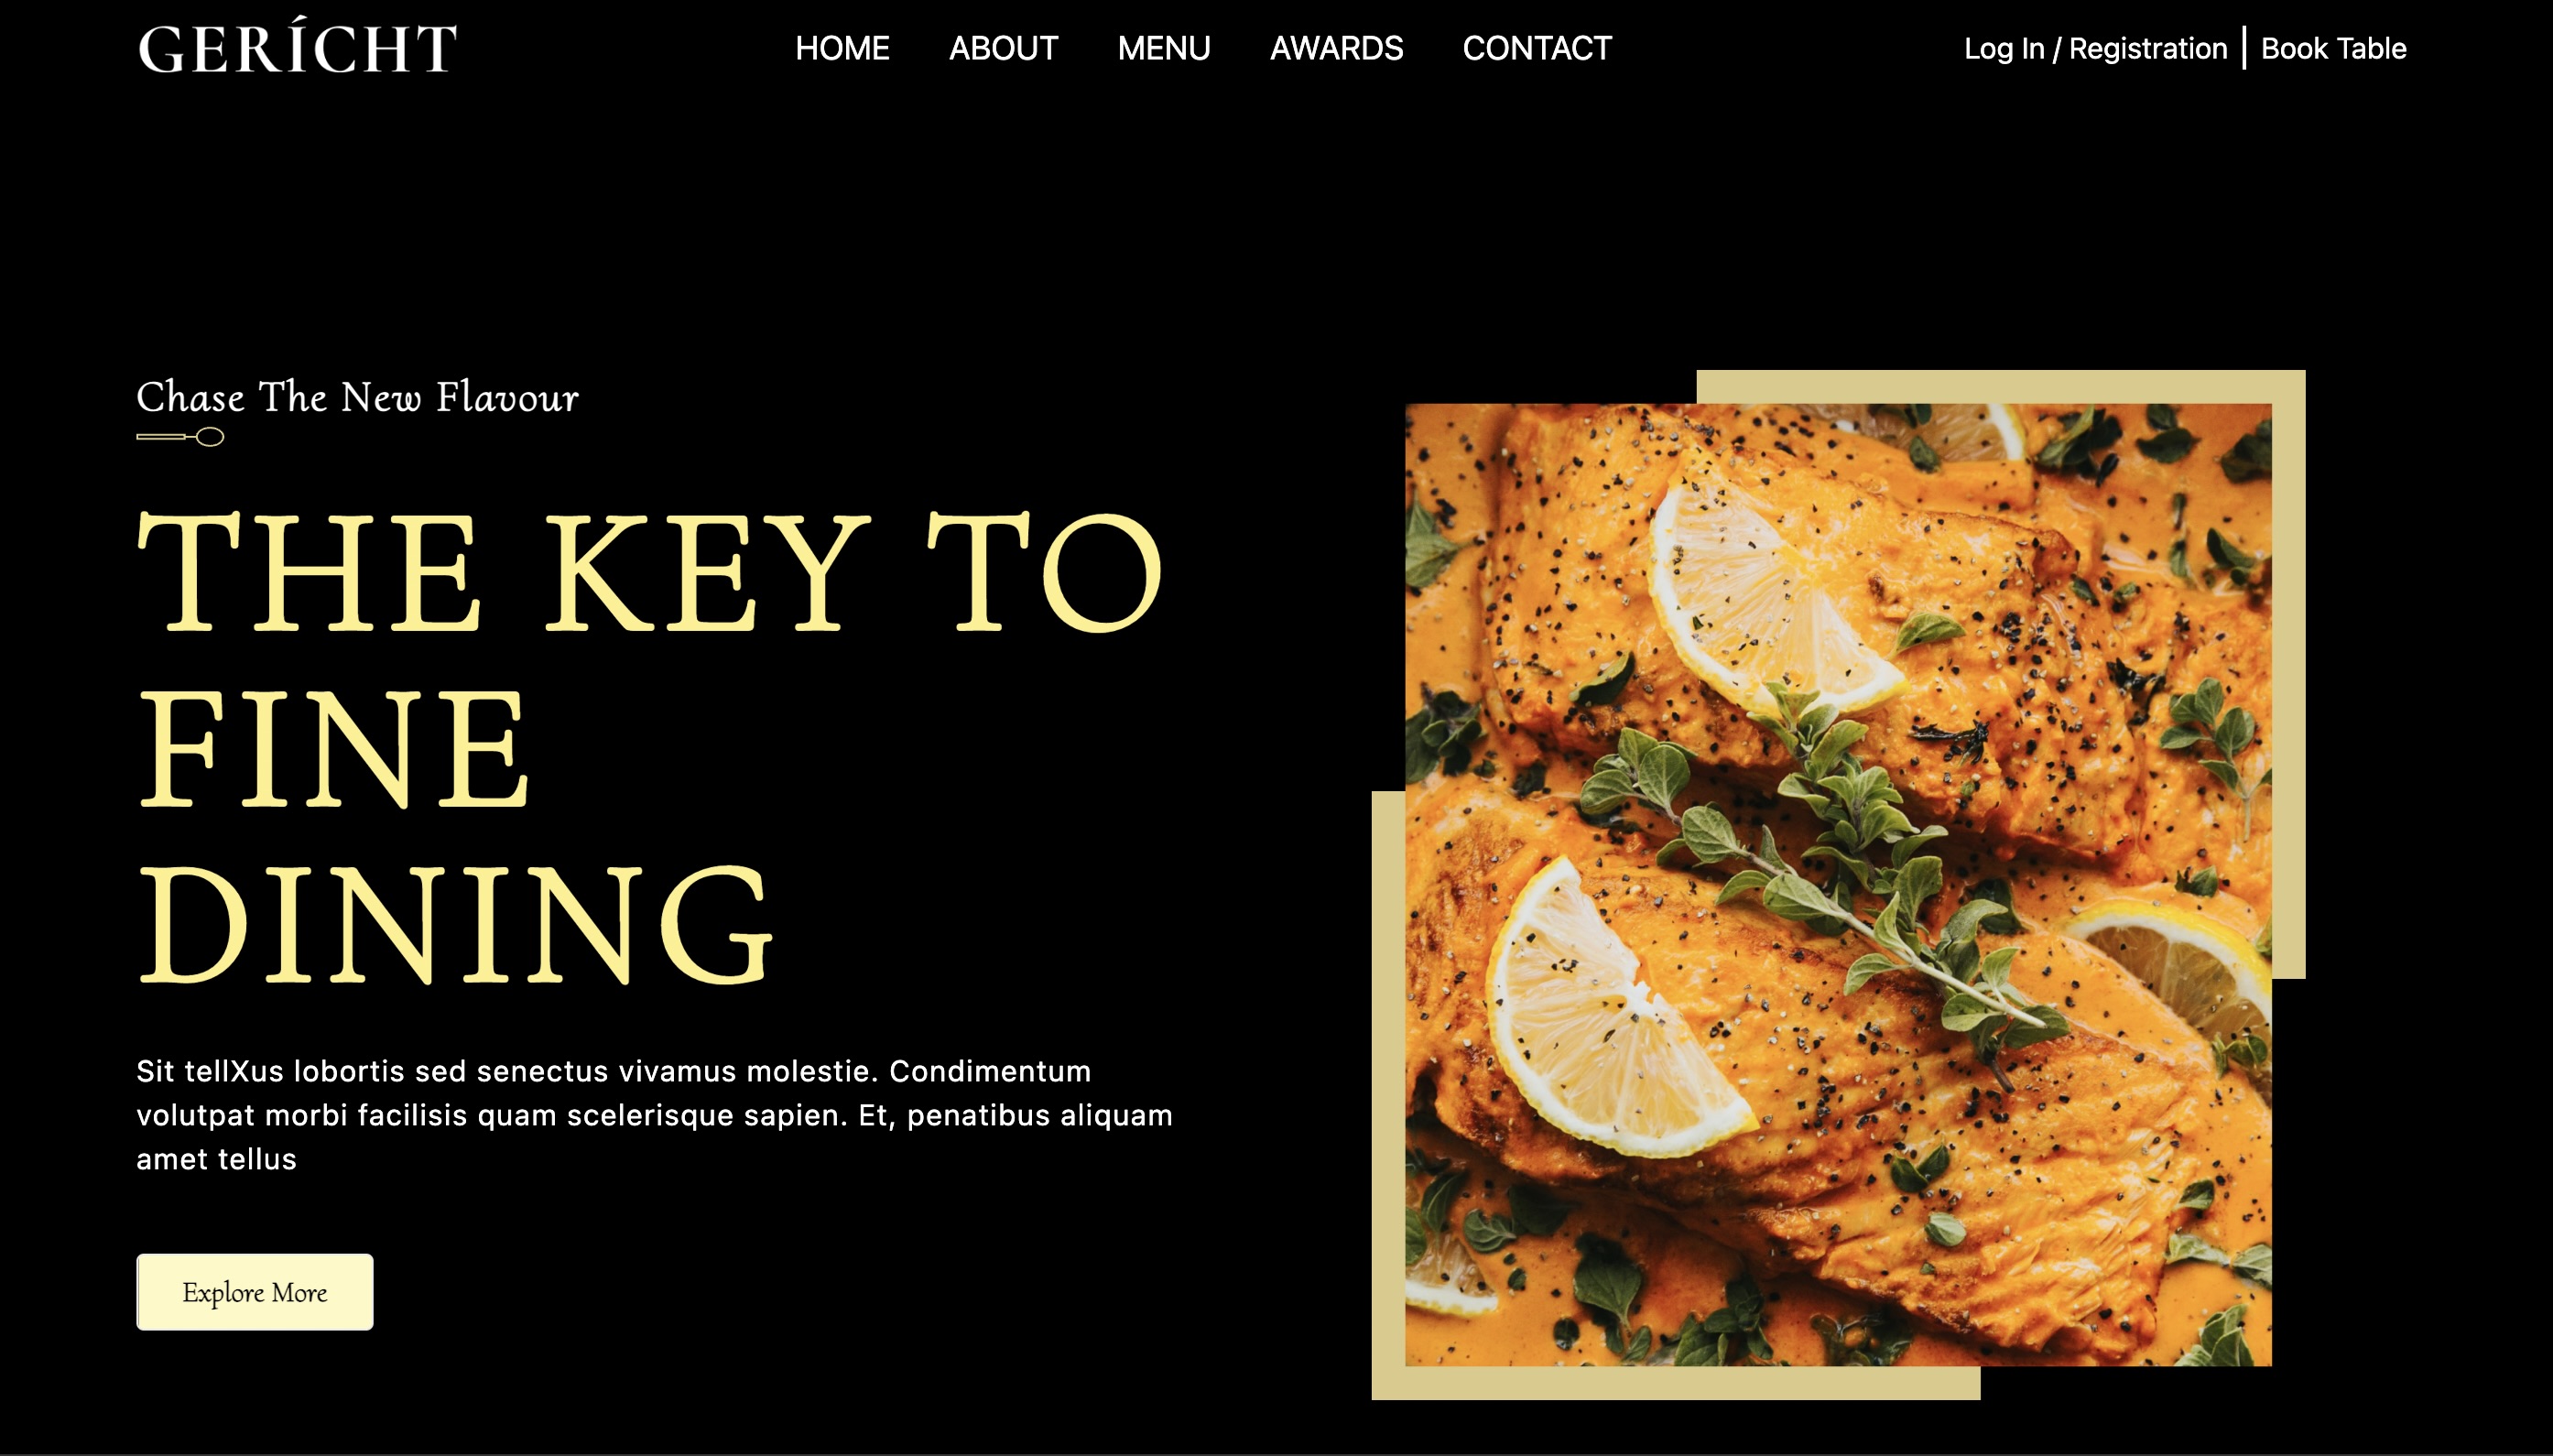 GERÍCHT
HOME ABOUT MENU AWARDS CONTACT
Log In / Registration | Book Table
Chase The New Flavour
THE KEY TO
FINE
DINING
Sit tellXus lobortis sed senectus vivamus molestie. Condimentum
volutpat morbi facilisis quam scelerisque sapien. Et, penatibus aliquam
amet tellus
Explore More